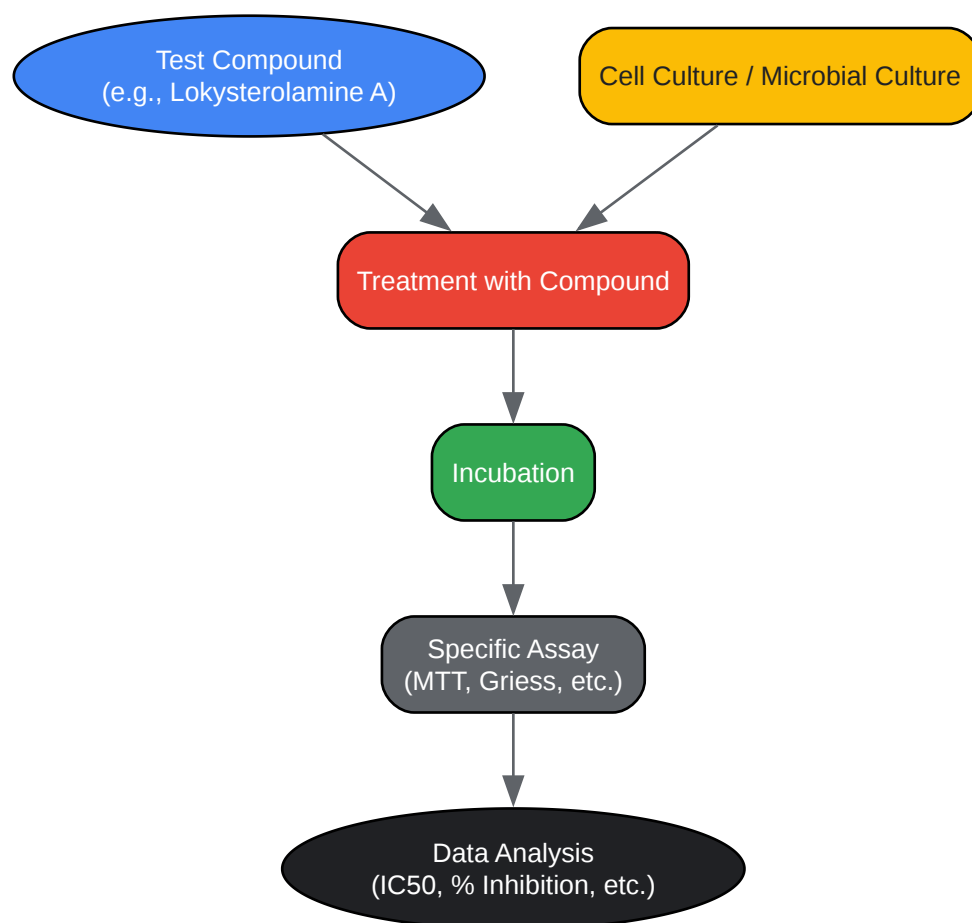 Test Compound
(e.g., Lokysterolamine A)
Cell Culture / Microbial Culture
Treatment with Compound
Incubation
Specific Assay
(MTT, Griess, etc.)
Data Analysis
(IC50, % Inhibition, etc.)